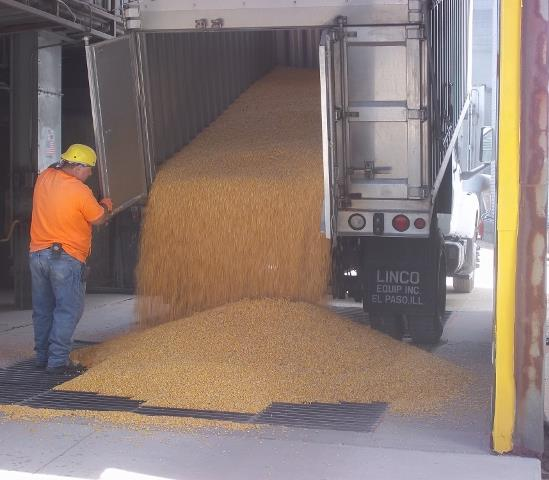 LINCO
EQUIP INC.
EL PASO, ILL